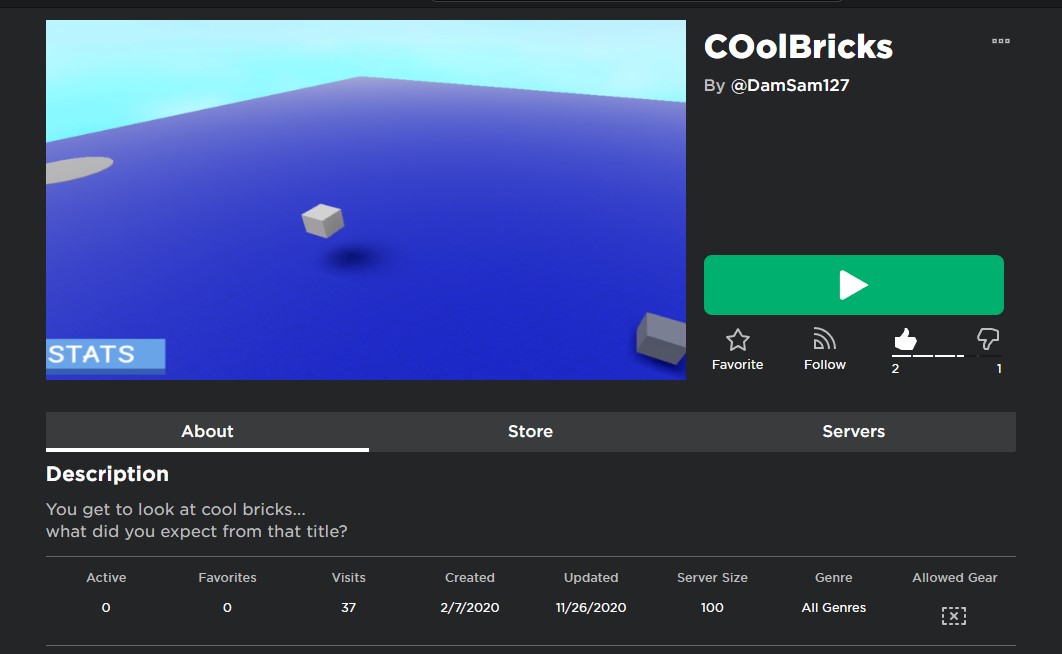 COolBricks
By @DamSam127
STATS
Favorite
Follow
2
1
About
Store
Servers
Description
You get to look at cool bricks...
what did you expect from that title?
Active
Favorites
Visits
Created
Updated
Server Size
Genre
Allowed Gear
0
0
37
2/7/2020
11/26/2020
100
All Genres